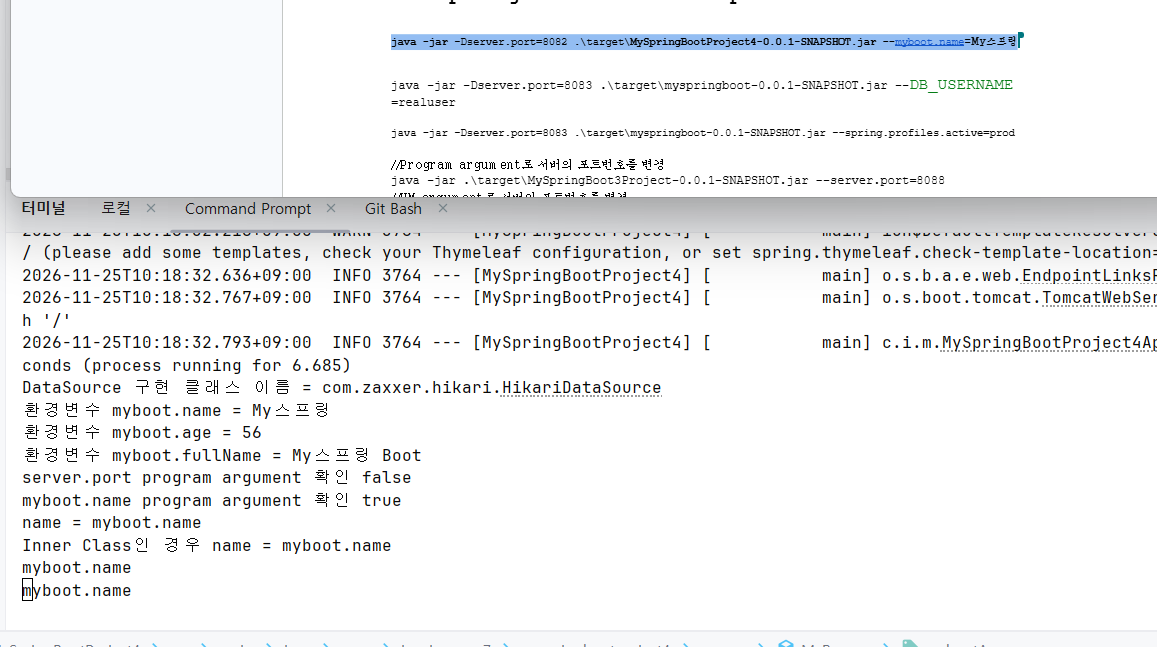 java -jar -Dserver.port=8082 .\target\MySpringBootProject4-0.0.1-SNAPSHOT.jar --myboot.name=My스프링
java -jar -Dserver.port=8083 .\target\myspringboot-0.0.1-SNAPSHOT.jar --DB_USERNAME
=realuser
java -jar -Dserver.port=8083 .\target\myspringboot-0.0.1-SNAPSHOT.jar --spring.profiles.active=prod
//Program argument로 서버의 포트번호를 변경
java -jar .\target\MySpringBoot3Project-0.0.1-SNAPSHOT.jar --server.port=8088
터미널 로컬 × Command Prompt × Git Bash ×
/ (please add some templates, check your Thymeleaf configuration, or set spring.thymeleaf.check-template-location=
2026-11-25T10:18:32.636+09:00 INFO 3764 --- [MySpringBootProject4] [ main] o.s.b.a.e.web.EndpointLinks
2026-11-25T10:18:32.767+09:00 INFO 3764 --- [MySpringBootProject4] [ main] o.s.boot.tomcat.TomcatWebSer
h '/'
2026-11-25T10:18:32.793+09:00 INFO 3764 --- [MySpringBootProject4] [ main] c.i.m.MySpringBootProject4Ap
conds (process running for 6.685)
DataSource 구현 클래스 이름 = com.zaxxer.hikari.HikariDataSource
환경변수 myboot.name = My스프링
환경변수 myboot.age = 56
환경변수 myboot.fullName = My스프링 Boot
server.port program argument 확인 false
myboot.name program argument 확인 true
name = myboot.name
Inner Class인 경우 name = myboot.name
myboot.name
myboot.name